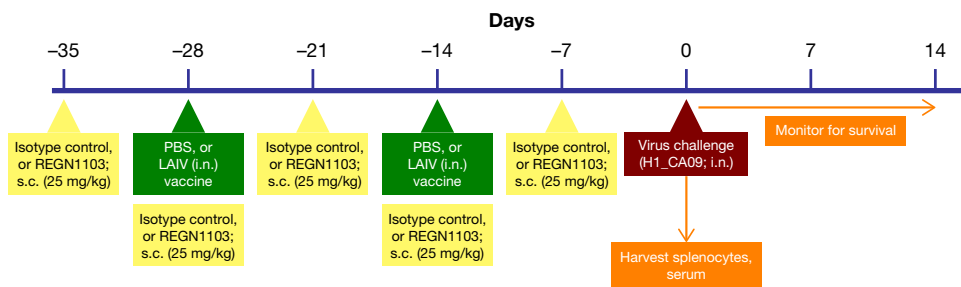 Days
–35 –28 –21 –14 –7 0 7 14
Isotype control,
or REGN1103;
s.c. (25 mg/kg)
PBS, or
LAIV (i.n.)
vaccine
Isotype control,
or REGN1103;
s.c. (25 mg/kg)
PBS, or
LAIV (i.n.)
vaccine
Isotype control,
or REGN1103;
s.c. (25 mg/kg)
Virus challenge
(H1_CA09; i.n.)
Monitor for survival
Isotype control,
or REGN1103;
s.c. (25 mg/kg)
Isotype control,
or REGN1103;
s.c. (25 mg/kg)
Harvest splenocytes,
serum